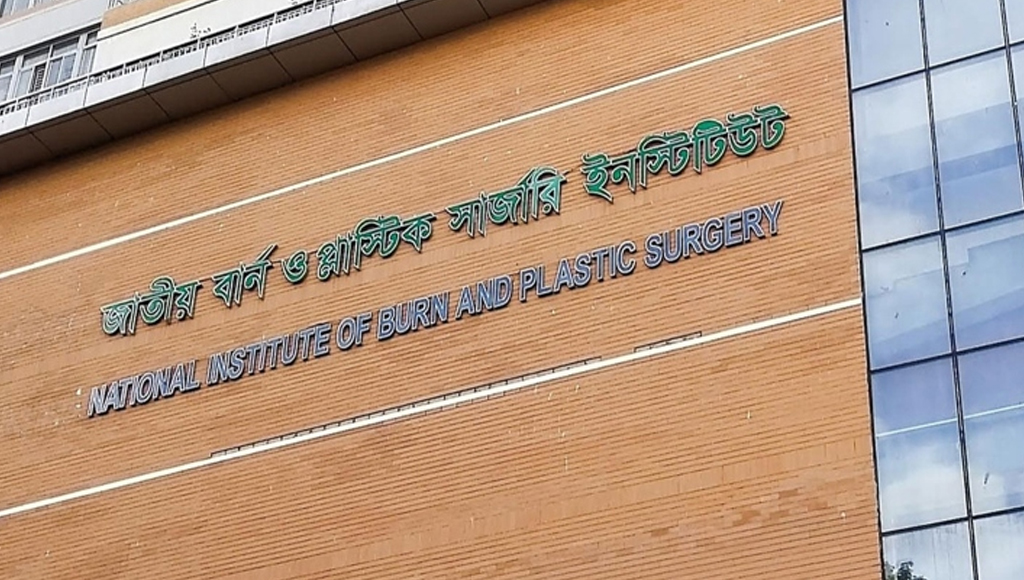 জাতীয় বার্ন ও প্লাস্টিক সার্জারি ইনস্টিটিউট
NATIONAL INSTITUTE OF BURN AND PLASTIC SURGERY